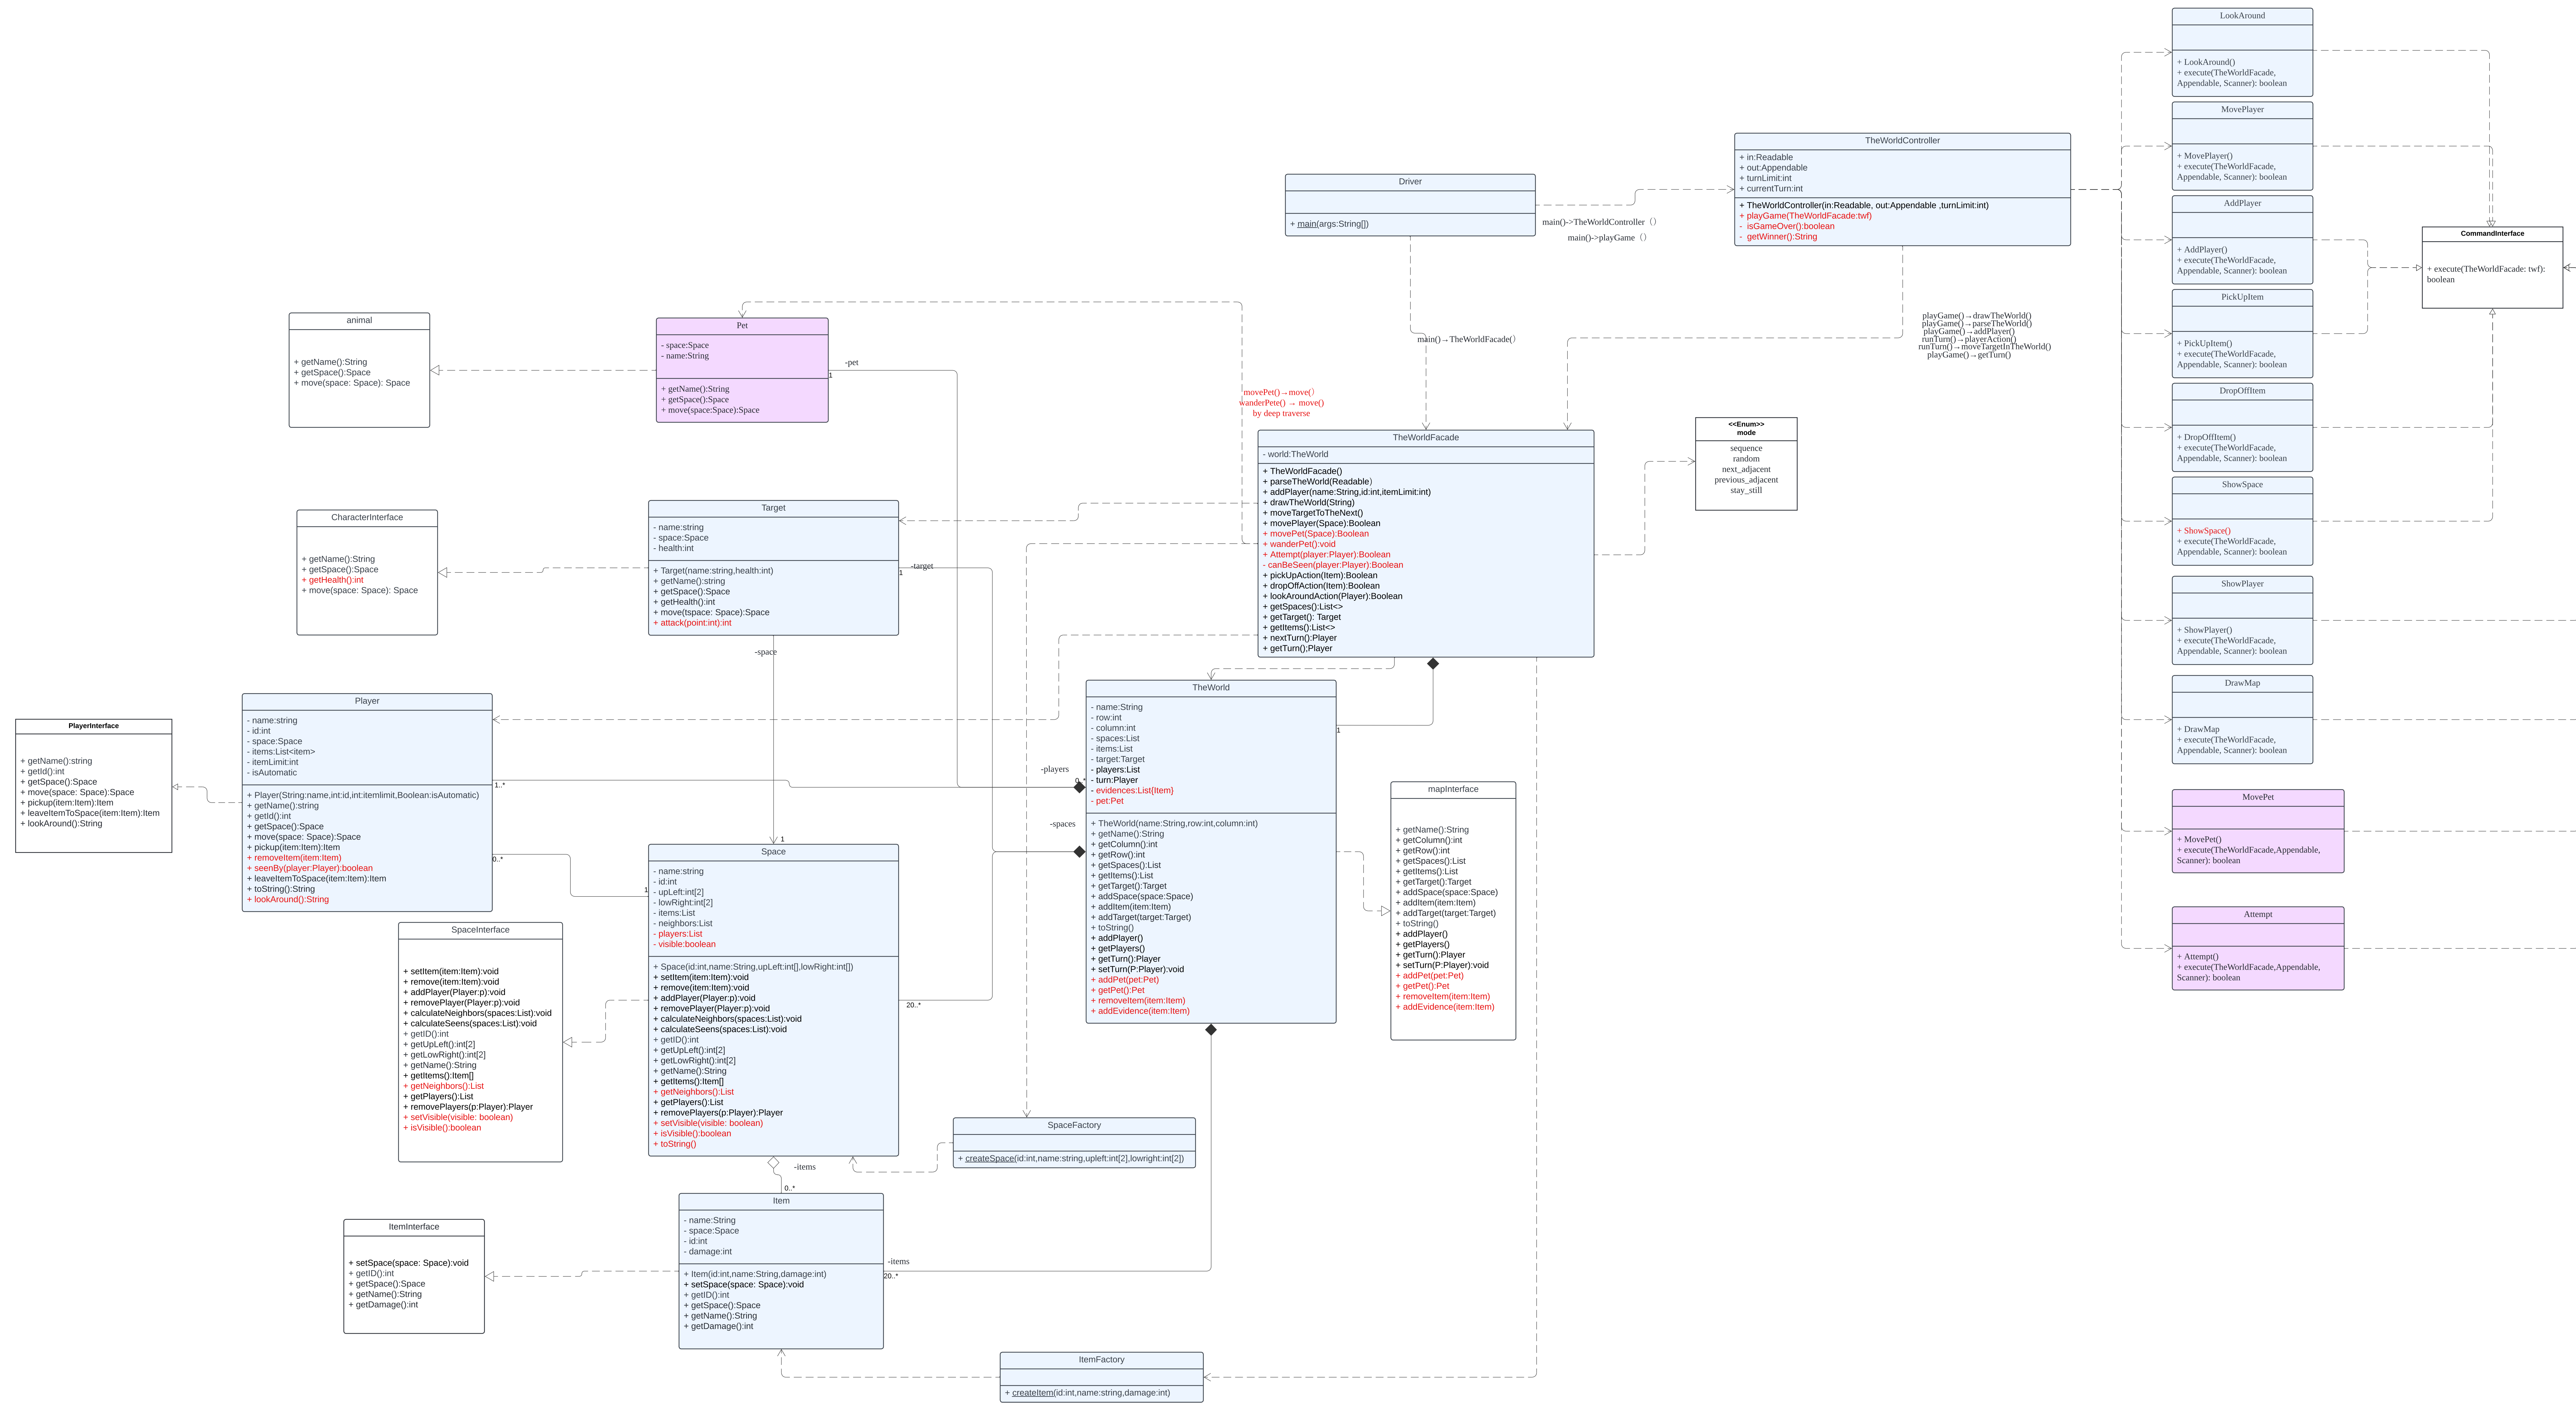 LookAround
+ LookAround()
+ execute(TheWorldFacade,
Appendable, Scanner): boolean
MovePlayer
+ MovePlayer()
+ execute(TheWorldFacade,
Appendable, Scanner): boolean
AddPlayer
+ AddPlayer()
+ execute(TheWorldFacade,
Appendable, Scanner): boolean
PickUpItem
+ PickUpItem()
+ execute(TheWorldFacade,
Appendable, Scanner): boolean
DropOffItem
+ DropOffItem()
+ execute(TheWorldFacade,
Appendable, Scanner): boolean
ShowSpace
+ ShowSpace()
+ execute(TheWorldFacade,
Appendable, Scanner): boolean
ShowPlayer
+ ShowPlayer()
+ execute(TheWorldFacade,
Appendable, Scanner): boolean
DrawMap
+ DrawMap
+ execute(TheWorldFacade,
Appendable, Scanner): boolean
MovePet
+ MovePet()
+ execute(TheWorldFacade,Appendable,
Scanner): boolean
Attempt
+ Attempt()
+ execute(TheWorldFacade,Appendable,
Scanner): boolean
CommandInterface
+ execute(TheWorldFacade: twf):
boolean
TheWorldController
+ in:Readable
+ out:Appendable
+ turnLimit:int
+ currentTurn:int
+ TheWorldController(in:Readable, out:Appendable ,turnLimit:int)
+ playGame(TheWorldFacade:twf)
- isGameOver():boolean
- getWinner():String
Driver
+ main(args:String[])
main()->TheWorldController（）
main()->playGame（）
main()→TheWorldFacade(）
playGame()→drawTheWorld()
playGame()→parseTheWorld()
playGame()→addPlayer()
runTurn()→playerAction()
runTurn()→moveTargetInTheWorld()
playGame()→getTurn()
animal
+ getName():String
+ getSpace():Space
+ move(space: Space): Space
Pet
- space:Space
- name:String
+ getName():String
+ getSpace():Space
+ move(space:Space):Space
-pet
1
movePet()→move(）
wanderPete() → move()
by deep traverse
TheWorldFacade
- world:TheWorld
+ TheWorldFacade()
+ parseTheWorld(Readable）
+ addPlayer(name:String,id:int,itemLimit:int)
+ drawTheWorld(String)
+ moveTargetToTheNext()
+ movePlayer(Space):Boolean
+ movePet(Space):Boolean
+ wanderPet():void
+ Attempt(player:Player):Boolean
- canBeSeen(player:Player):Boolean
+ pickUpAction(Item):Boolean
+ dropOffAction(Item):Boolean
+ lookAroundAction(Player):Boolean
+ getSpaces():List<>
+ getTarget(): Target
+ getItems():List<>
+ nextTurn():Player
+ getTurn();Player
<<Enum>>
mode
sequence
random
next_adjacent
previous_adjacent
stay_still
CharacterInterface
+ getName():String
+ getSpace():Space
+ getHealth():int
+ move(space: Space): Space
Target
- name:string
- space:Space
- health:int
+ Target(name:string,health:int)
+ getName():string
+ getSpace():Space
+ getHealth():int
+ move(tspace: Space):Space
+ attack(point:int):int
-target
1
-space
1
PlayerInterface
+ getName():string
+ getId():int
+ getSpace():Space
+ move(space: Space):Space
+ pickup(item:Item):Item
+ leaveItemToSpace(item:Item):Item
+ lookAround():String
Player
- name:string
- id:int
- space:Space
- items:List<item>
- itemLimit:int
- isAutomatic
+ Player(String:name,int:id,int:itemlimit,Boolean:isAutomatic)
+ getName():string
+ getId():int
+ getSpace():Space
+ move(space: Space):Space
+ pickup(item:Item):Item
+ removeItem(item:Item)
+ seenBy(player:Player):boolean
+ leaveItemToSpace(item:Item):Item
+ toString():String
+ lookAround():String
1..*
0..*
1
-players
0..*
-spaces
TheWorld
- name:String
- row:int
- column:int
- spaces:List
- items:List
- target:Target
- players:List
- turn:Player
- evidences:List{Item}
- pet:Pet
+ TheWorld(name:String,row:int,column:int)
+ getName():String
+ getColumn():int
+ getRow():int
+ getSpaces():List
+ getItems():List
+ getTarget():Target
+ addSpace(space:Space)
+ addItem(item:Item)
+ addTarget(target:Target)
+ toString()
+ addPlayer()
+ getPlayers()
+ getTurn():Player
+ setTurn(P:Player):void
+ addPet(pet:Pet)
+ getPet():Pet
+ removeItem(item:Item)
+ addEvidence(item:Item)
1
mapInterface
+ getName():String
+ getColumn():int
+ getRow():int
+ getSpaces():List
+ getItems():List
+ getTarget():Target
+ addSpace(space:Space)
+ addItem(item:Item)
+ addTarget(target:Target)
+ toString()
+ addPlayer()
+ getPlayers()
+ getTurn():Player
+ setTurn(P:Player):void
+ addPet(pet:Pet)
+ getPet():Pet
+ removeItem(item:Item)
+ addEvidence(item:Item)
SpaceInterface
+ setItem(item:Item):void
+ remove(item:Item):void
+ addPlayer(Player:p):void
+ removePlayer(Player:p):void
+ calculateNeighbors(spaces:List):void
+ calculateSeens(spaces:List):void
+ getID():int
+ getUpLeft():int[2]
+ getLowRight():int[2]
+ getName():String
+ getItems():Item[]
+ getNeighbors():List
+ getPlayers():List
+ removePlayers(p:Player):Player
+ setVisible(visible: boolean)
+ isVisible():boolean
Space
- name:string
- id:int
- upLeft:int[2]
- lowRight:int[2]
- items:List
- neighbors:List
- players:List
- visible:boolean
+ Space(id:int,name:String,upLeft:int[],lowRight:int[])
+ setItem(item:Item):void
+ remove(item:Item):void
+ addPlayer(Player:p):void
+ removePlayer(Player:p):void
+ calculateNeighbors(spaces:List):void
+ calculateSeens(spaces:List):void
+ getID():int
+ getUpLeft():int[2]
+ getLowRight():int[2]
+ getName():String
+ getItems():Item[]
+ getNeighbors():List
+ getPlayers():List
+ removePlayers(p:Player):Player
+ setVisible(visible: boolean)
+ isVisible():boolean
+ toString()
20..*
SpaceFactory
+ createSpace(id:int,name:string,upleft:int[2],lowright:int[2])
-items
0..*
ItemInterface
+ setSpace(space: Space):void
+ getID():int
+ getSpace():Space
+ getName():String
+ getDamage():int
Item
- name:String
- space:Space
- id:int
- damage:int
+ Item(id:int,name:String,damage:int)
+ setSpace(space: Space):void
+ getID():int
+ getSpace():Space
+ getName():String
+ getDamage():int
-items
20..*
ItemFactory
+ createItem(id:int,name:string,damage:int)